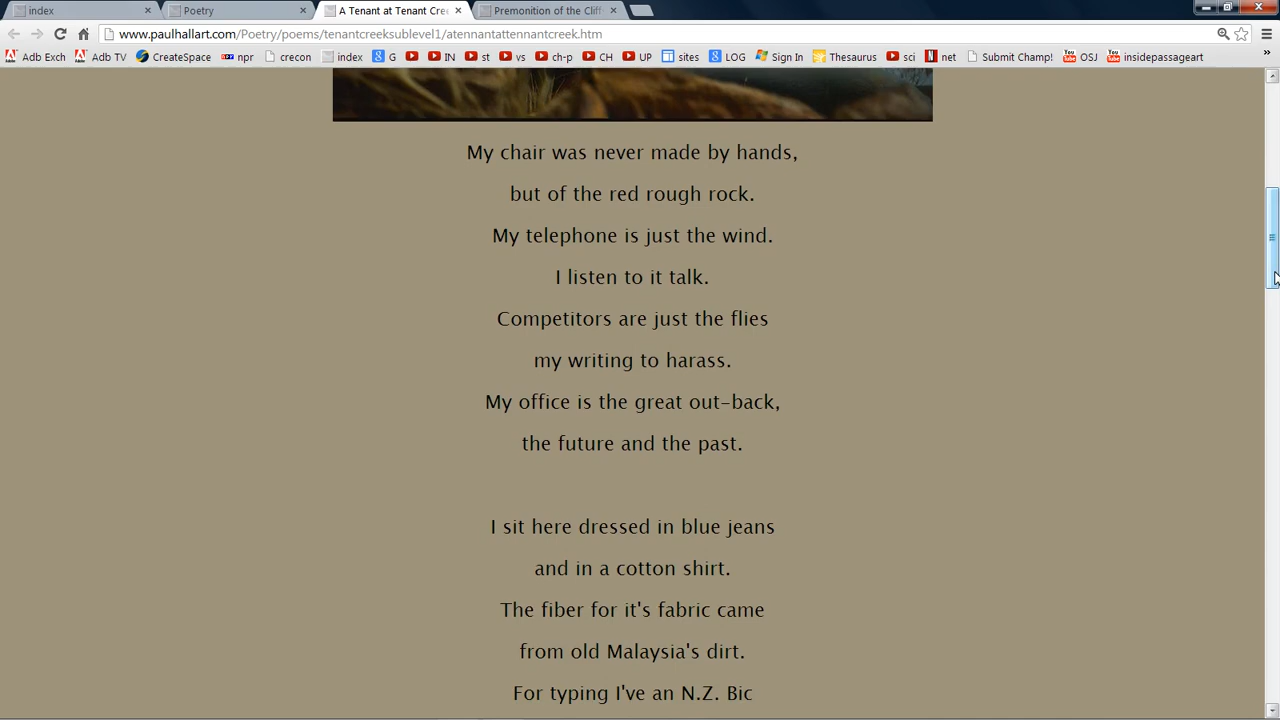 index
Poetry
A Tenant at Tenant Cree
Premonition of the Cliff
www.paulhallart.com/Poetry/poems/tenantcreeksublevel1/atennantattennantcreek.htm
Adb Exch Adb TV CreateSpace npr crecon index G IN st vs ch-p CH UP sites LOG Sign In Thesaurus sci net Submit Champ! OSJ insidepassageart
My chair was never made by hands,
but of the red rough rock.
My telephone is just the wind.
I listen to it talk.
Competitors are just the flies
my writing to harass.
My office is the great out-back,
the future and the past.
I sit here dressed in blue jeans
and in a cotton shirt.
The fiber for it's fabric came
from old Malaysia's dirt.
For typing I've an N.Z. Bic